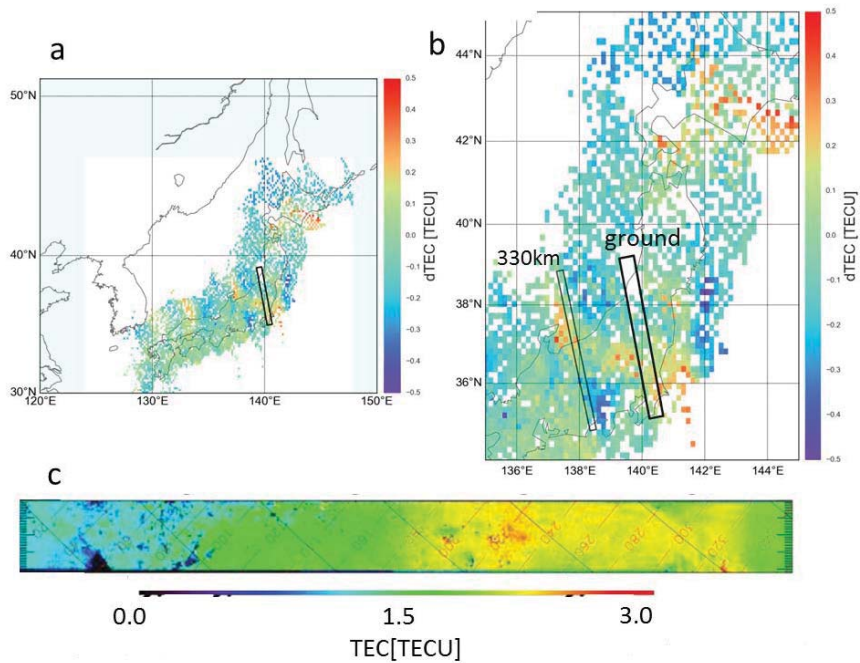 a
50°N
40°N
30°N
120°E
130°E
140°E
150°E
0.5
0.4
0.3
0.2
0.1
0.0
−0.1
−0.2
−0.3
−0.4
−0.5
dTEC [TECU]
b
44°N
42°N
40°N
38°N
36°N
136°E
138°E
140°E
142°E
144°E
330km
ground
0.5
0.4
0.3
0.2
0.1
0.0
−0.1
−0.2
−0.3
−0.4
−0.5
dTEC [TECU]
c
0.0
1.5
3.0
TEC[TECU]